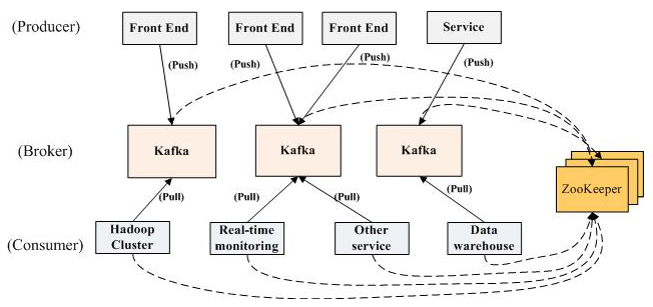 (Producer)
Front End
Front End
Front End
Service
(Push)
(Push)
(Push)
(Push)
(Broker)
Kafka
Kafka
Kafka
ZooKeeper
(Pull)
(Pull)
(Pull)
(Pull)
(Consumer)
Hadoop
Cluster
Real-time
monitoring
Other
service
Data
warehouse